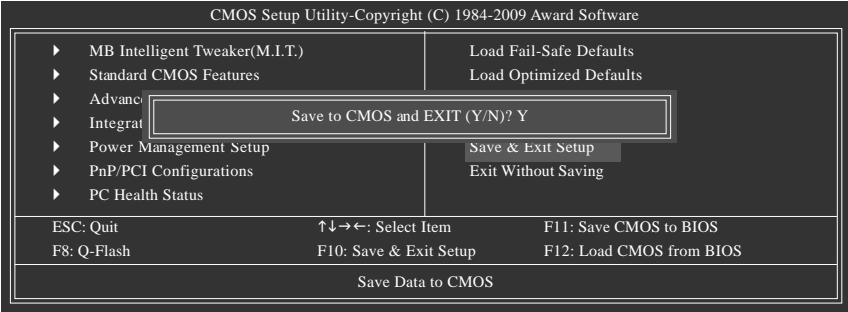 CMOS Setup Utility-Copyright (C) 1984-2009 Award Software
MB Intelligent Tweaker(M.I.T.)
Standard CMOS Features
Advanc
Integrat
Power Management Setup
PnP/PCI Configurations
PC Health Status
Load Fail-Safe Defaults
Load Optimized Defaults
Save & Exit Setup
Exit Without Saving
Save to CMOS and EXIT (Y/N)? Y
ESC: Quit ↑↓→←: Select Item F11: Save CMOS to BIOS
F8: Q-Flash F10: Save & Exit Setup F12: Load CMOS from BIOS
Save Data to CMOS